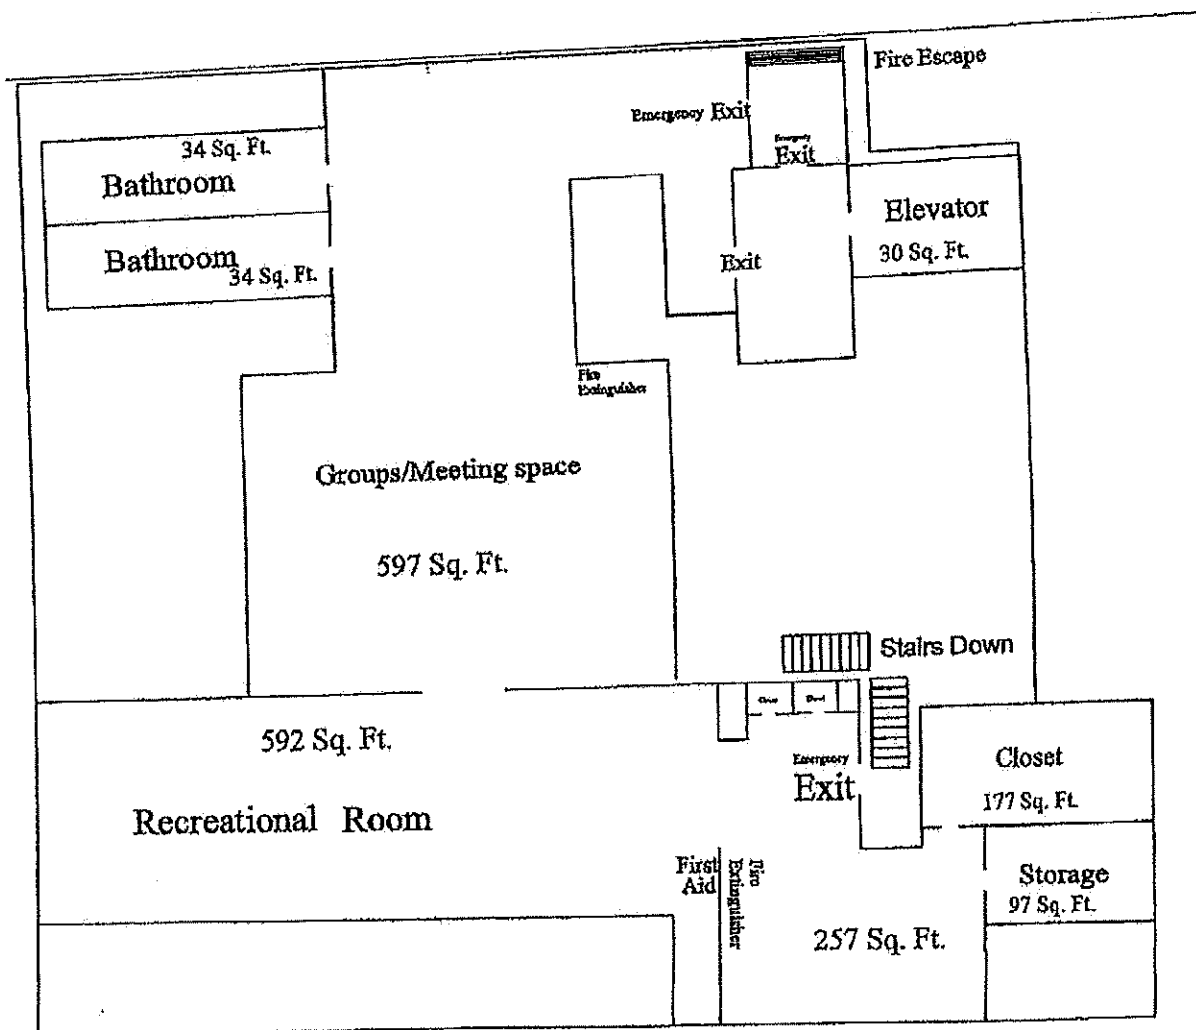 Fire Escape
Emergency Exit
34 Sq. Ft.
Emergency
Exit
Bathroom
Elevator
Bathroom
34 Sq. Ft.
Exit
30 Sq. Ft.
Fire
Extinguisher
Groups/Meeting space
597 Sq. Ft.
Stairs Down
592 Sq. Ft.
Emergency
Exit
Closet
177 Sq. Ft.
Recreational Room
First
Aid
Fire
Extinguisher
Storage
97 Sq. Ft.
257 Sq. Ft.